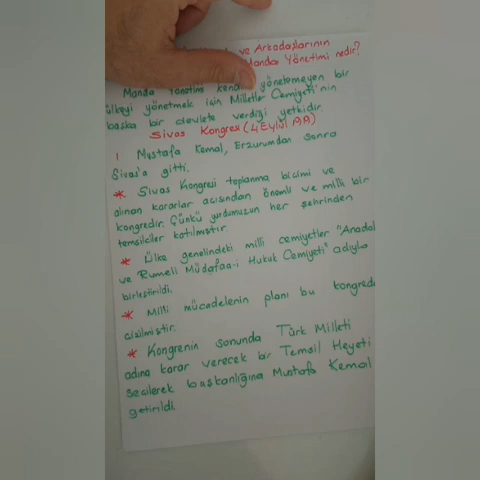 ve Arkadaşlarının
Manda Yönetimi nedir?
Manda Yönetimi yönetemeyen bir
ülkeyi yönetmek için Milletler Cemiyeti'nin
başka bir devlete verdiği yetkidir.
Sivas Kongresi (4 Eylül 1919)
! Mustafa Kemal, Erzurumdan sonra
Sivas'a gitti.
* Sivas Kongresi toplanma biçimi ve
alınan kararlar açısından önemli ve milli bir
kongredir. Çünkü yurdumuzun her şehrinden
temsilciler katılmıştır.
* Ülke genelindeki milli cemiyetler "Anadol
ve Rumeli Müdafaa-i Hukuk Cemiyeti" adıyla
birleştirildi.
* Milli mücadelenin planı bu kongrede
çizilmiştir.
* Kongrenin sonunda Türk Milleti
adına karar verecek bir Temsil Heyeti
seçilerek başkanlığına Mustafa Kemal
getirildi.